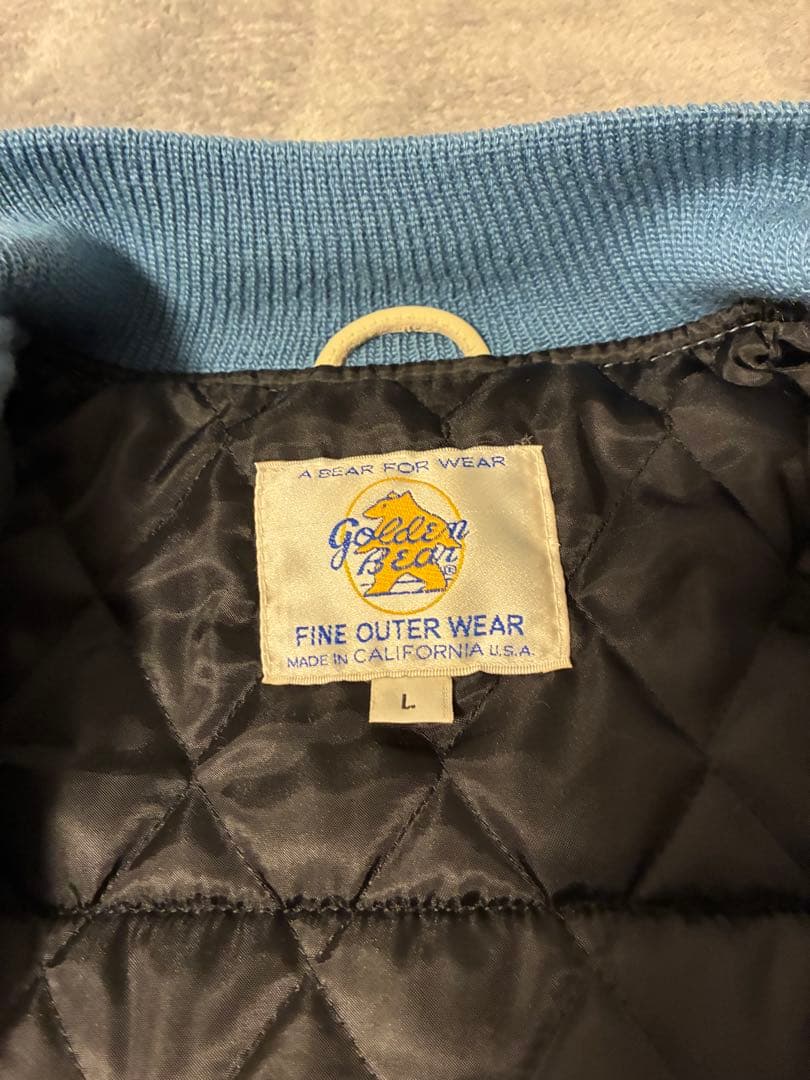 A BEAR FOR WEAR
Golden
BEAR®
FINE OUTER WEAR
MADE IN CALIFORNIA U.S.A.
L